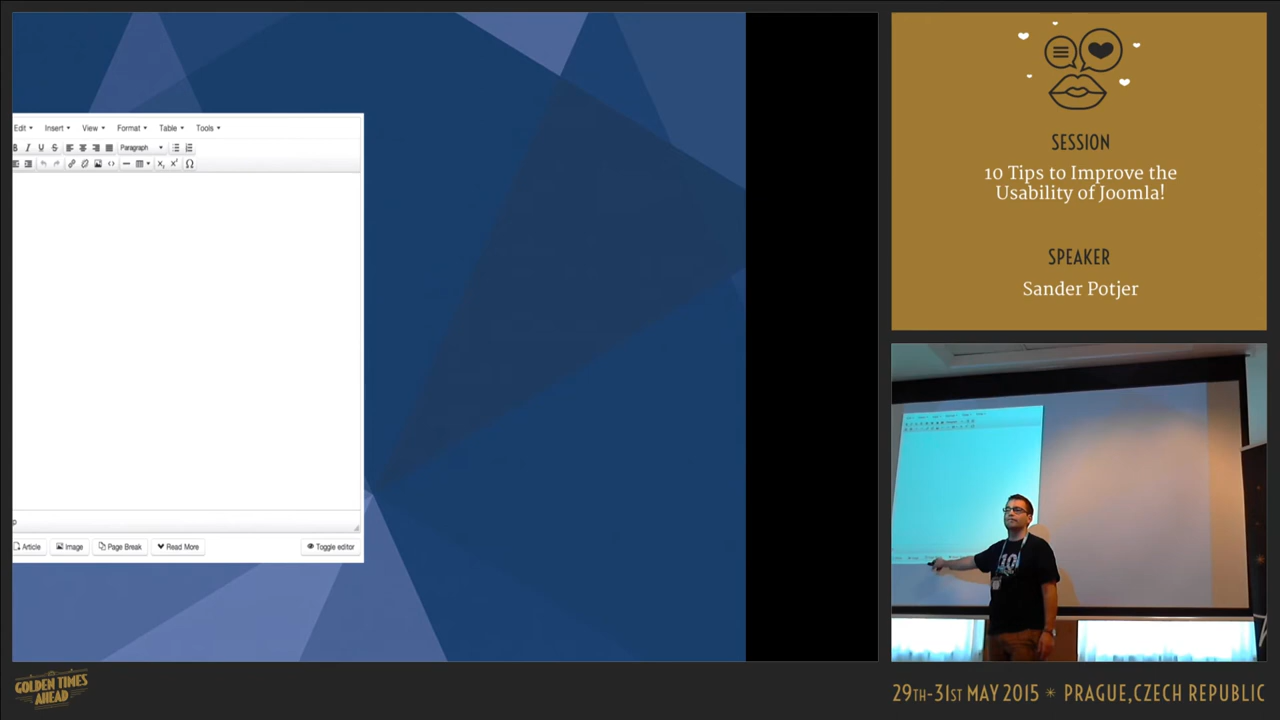 Edit Insert View Format Table Tools
B I U S Paragraph
p
Article Image Page Break Read More Toggle editor
SESSION
10 Tips to Improve the
Usability of Joomla!
SPEAKER
Sander Potjer
10
GOLDEN TIMES
AHEAD
29TH-31ST MAY 2015 * PRAGUE, CZECH REPUBLIC